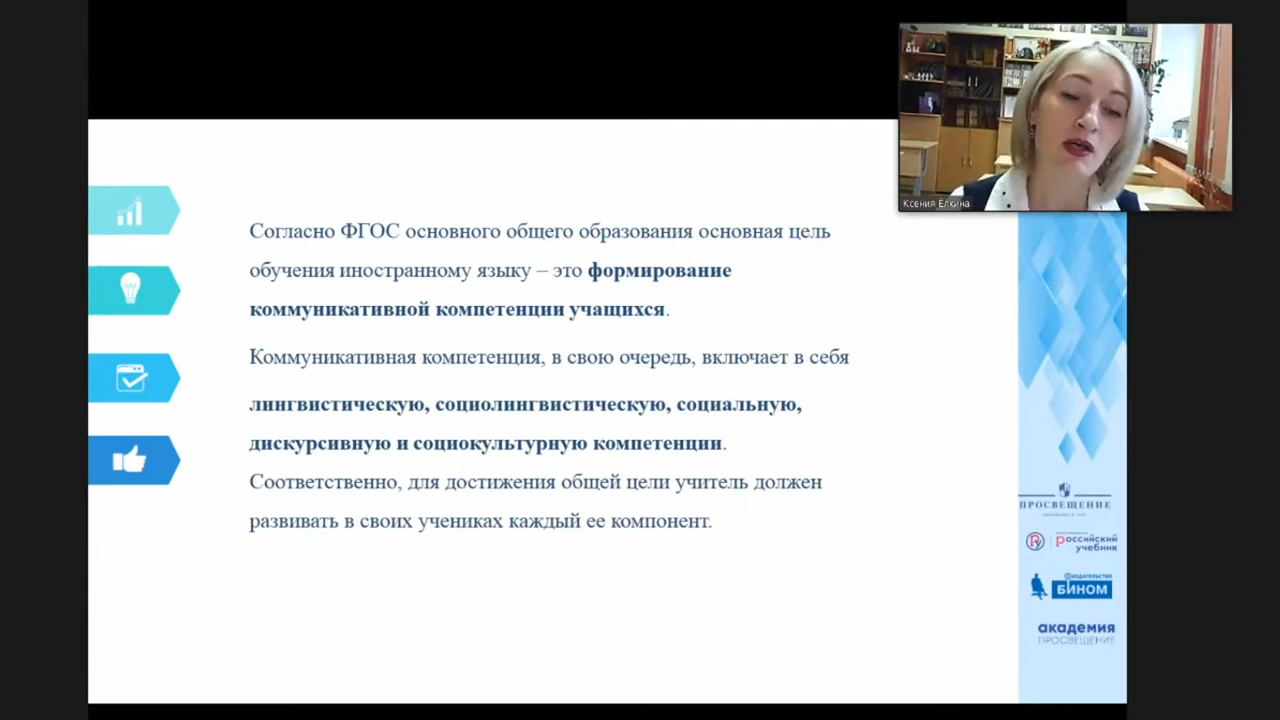 Ксения Ёлкина
Согласно ФГОС основного общего образования основная цель
обучения иностранному языку – это формирование
коммуникативной компетенции учащихся.
Коммуникативная компетенция, в свою очередь, включает в себя
лингвистическую, социолингвистическую, социальную,
дискурсивную и социокультурную компетенции.
Соответственно, для достижения общей цели учитель должен
развивать в своих учениках каждый ее компонент.
ПРОСВЕЩЕНИЕ
российский
учебник
ИЗДАТЕЛЬСТВО
БИНОМ
академия
ПРОСВЕЩЕНИЕ